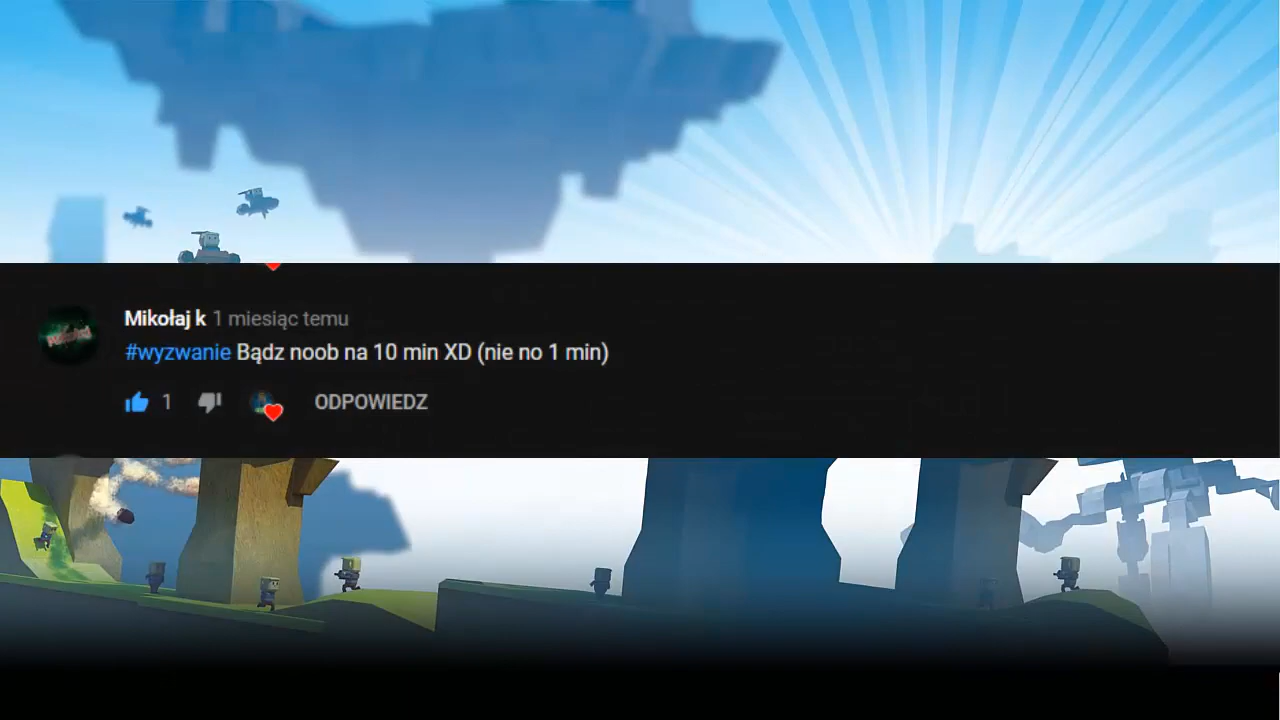 Mikołaj k 1 miesiąc temu
#wyzwanie Bądz noob na 10 min XD (nie no 1 min)
1 ODPOWIEDZ